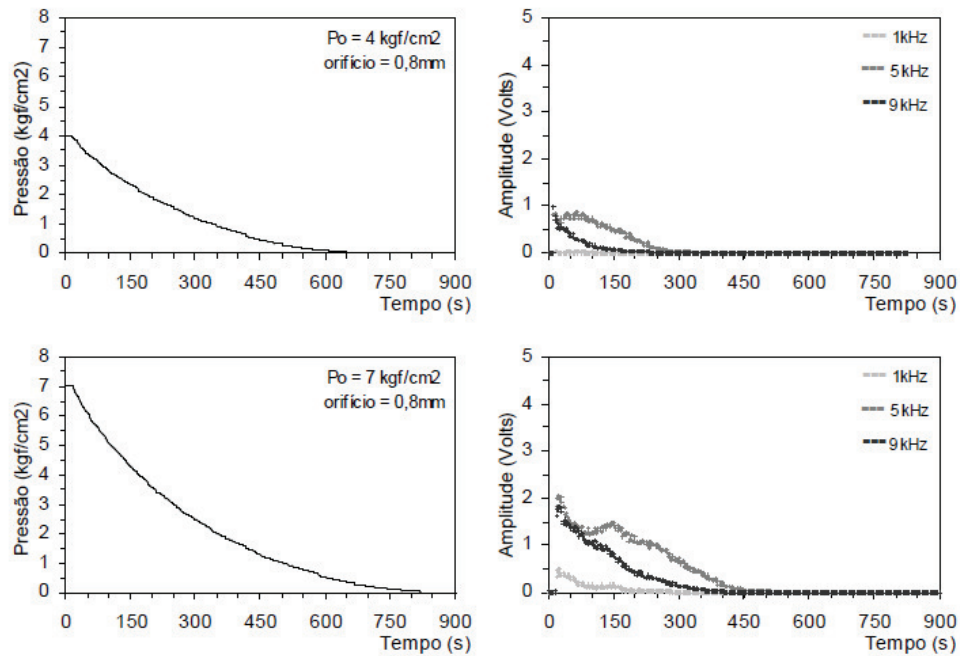 8
7
6
5
4
3
2
1
0
Pressão (kgf/cm2)
Po = 4 kgf/cm2
orifício = 0,8mm
0 150 300 450 600 750 900
Tempo (s)
5
4
3
2
1
0
Amplitude (Volts)
1kHz
5kHz
9kHz
0 150 300 450 600 750 900
Tempo (s)
8
7
6
5
4
3
2
1
0
Pressão (kgf/cm2)
Po = 7 kgf/cm2
orifício = 0,8mm
0 150 300 450 600 750 900
Tempo (s)
5
4
3
2
1
0
Amplitude (Volts)
1kHz
5kHz
9kHz
0 150 300 450 600 750 900
Tempo (s)